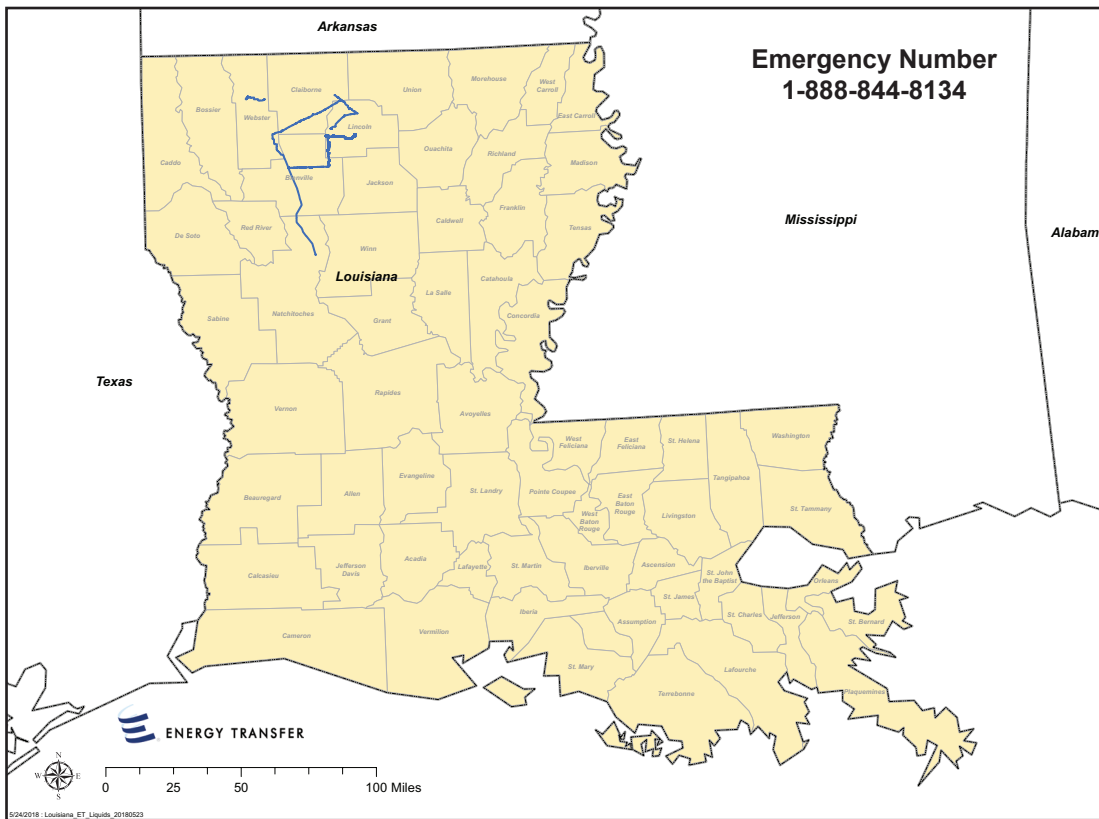 Arkansas
Emergency Number
1-888-844-8134
Claiborne
Union
Morehouse
West
Carroll
Bossier
Webster
East Carroll
Lincoln
Ouachita
Richland
Madison
Caddo
Bienville
Jackson
Franklin
Caldwell
Tensas
Mississippi
Alabam
De Soto
Red River
Winn
Louisiana
Catahoula
La Salle
Concordia
Natchitoches
Sabine
Grant
Texas
Rapides
Vernon
Avoyelles
West
Feliciana
East
Feliciana
St. Helena
Washington
Tangipahoa
Evangeline
Beauregard
Allen
St. Landry
Pointe Coupee
East
Baton
Rouge
West
Baton
Rouge
Livingston
St. Tammany
Acadia
Jefferson
Davis
Calcasieu
Lafayette
St. Martin
Iberville
Ascension
St. John
the Baptist
Orleans
St. James
Iberia
Assumption
St. Charles
Jefferson
St. Bernard
Cameron
Vermilion
St. Mary
Lafourche
Terrebonne
Plaquemines
ENERGY TRANSFER
N
W E
S
0 25 50 100 Miles
5/24/2018 : Louisiana_ET_Liquids_20180523